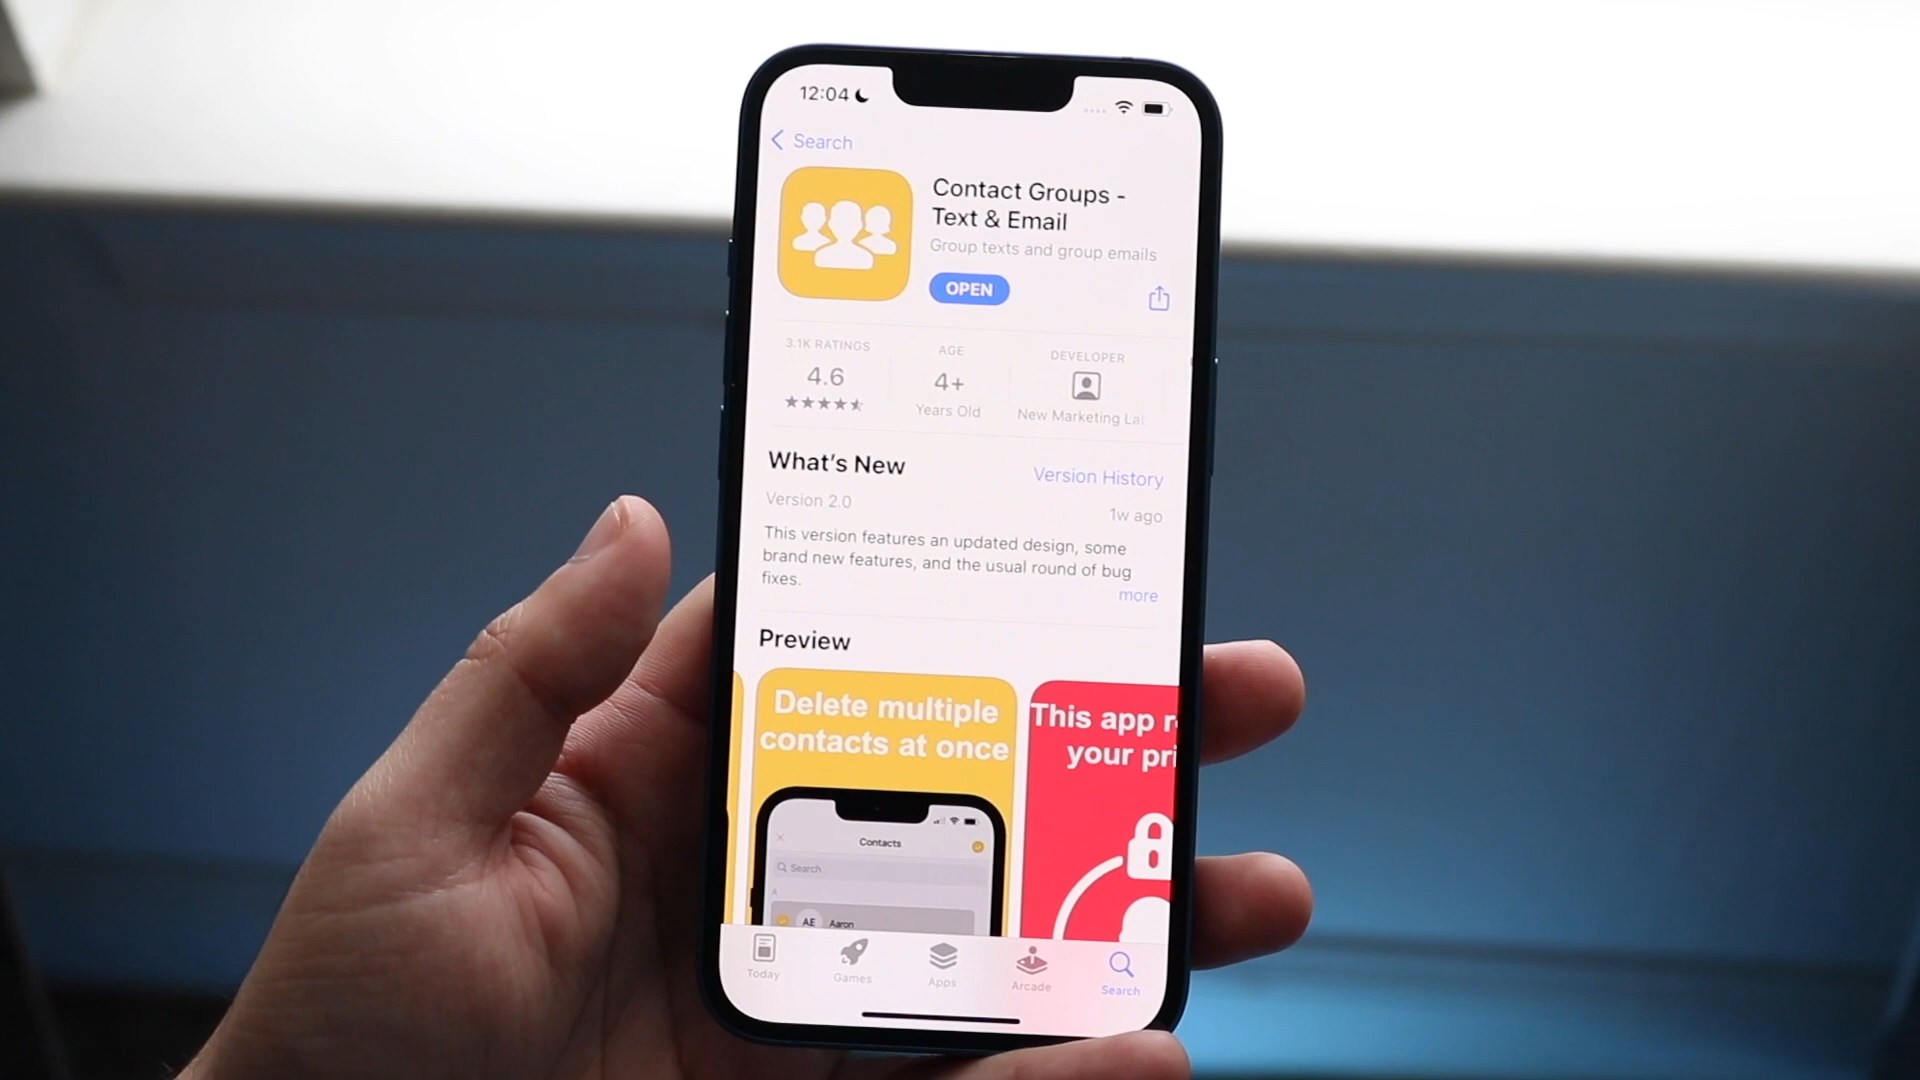 12:04
Search
Contact Groups -
Text & Email
Group texts and group emails
OPEN
3.1K RATINGS
4.6
AGE
4+
Years Old
DEVELOPER
New Marketing La
What's New
Version History
Version 2.0
1w ago
This version features an updated design, some
brand new features, and the usual round of bug
fixes.
more
Preview
Delete multiple
contacts at once
Contacts
Search
A
AE Aaron
This app r
your pri
Today
Games
Apps
Arcade
Search